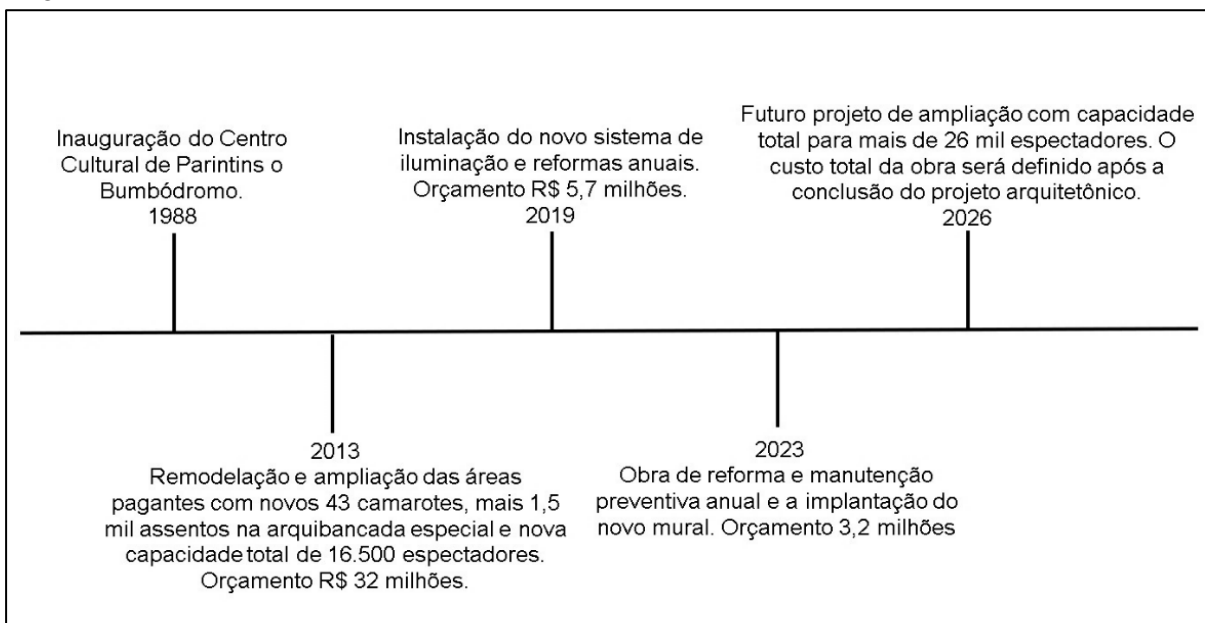 Inauguração do Centro
Cultural de Parintins o
Bumbódromo.
1988
2013
Remodelação e ampliação das áreas
pagantes com novos 43 camarotes, mais 1,5
mil assentos na arquibancada especial e nova
capacidade total de 16.500 espectadores.
Orçamento R$ 32 milhões.
Instalação do novo sistema de
iluminação e reformas anuais.
Orçamento R$ 5,7 milhões.
2019
2023
Obra de reforma e manutenção
preventiva anual e a implantação do
novo mural. Orçamento 3,2 milhões
Futuro projeto de ampliação com capacidade
total para mais de 26 mil espectadores. O
custo total da obra será definido após a
conclusão do projeto arquitetônico.
2026